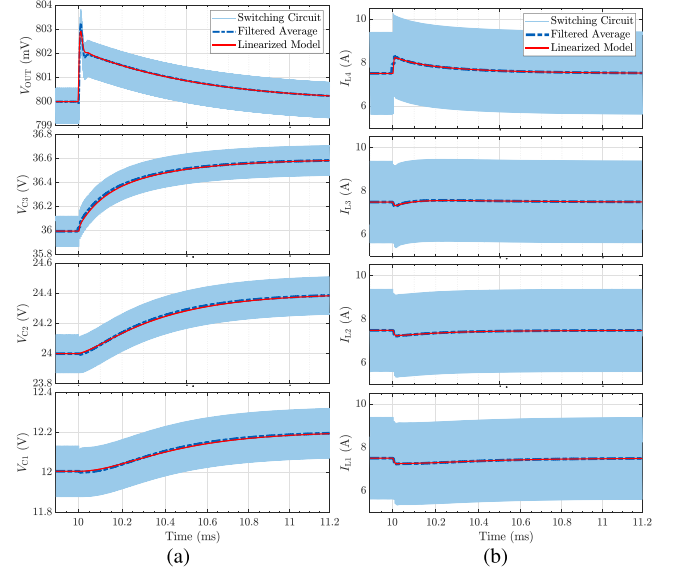 804
803
802
801
800
799
V_OUT (mV)
Switching Circuit
Filtered Average
Linearized Model
36.8
36.6
36.4
36.2
36
35.8
V_C3 (V)
24.6
24.4
24.2
24
23.8
V_C2 (V)
12.4
12.2
12
11.8
V_C1 (V)
10 10.2 10.4 10.6 10.8 11 11.2
Time (ms)
(a)
10
8
6
I_L4 (A)
Switching Circuit
Filtered Average
Linearized Model
10
8
6
I_L3 (A)
10
8
6
I_L2 (A)
10
8
6
I_L1 (A)
10 10.2 10.4 10.6 10.8 11 11.2
Time (ms)
(b)